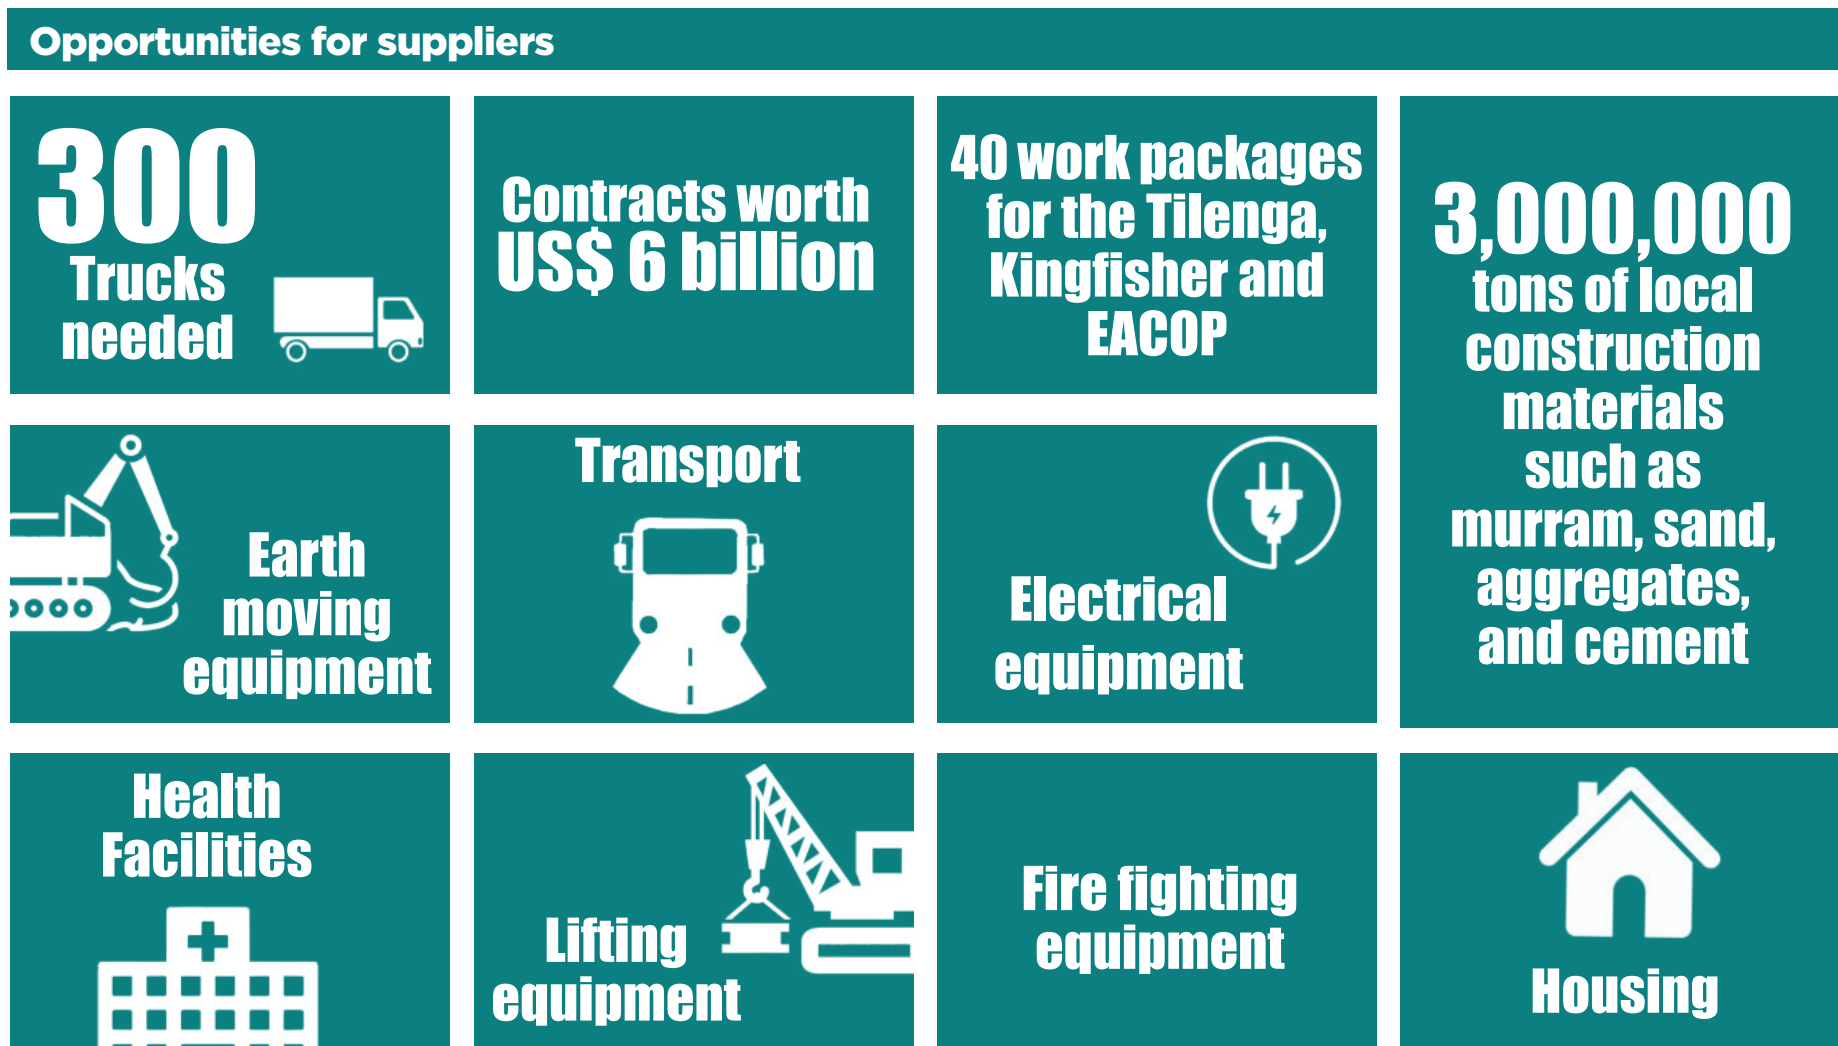 Opportunities for suppliers
300
Trucks
needed
Contracts worth
US$ 6 billion
40 work packages
for the Tilenga,
Kingfisher and
EACOP
3,000,000
tons of local
construction
materials
such as
murram, sand,
aggregates,
and cement
Earth
moving
equipment
Transport
Electrical
equipment
Health
Facilities
Lifting
equipment
Fire fighting
equipment
Housing